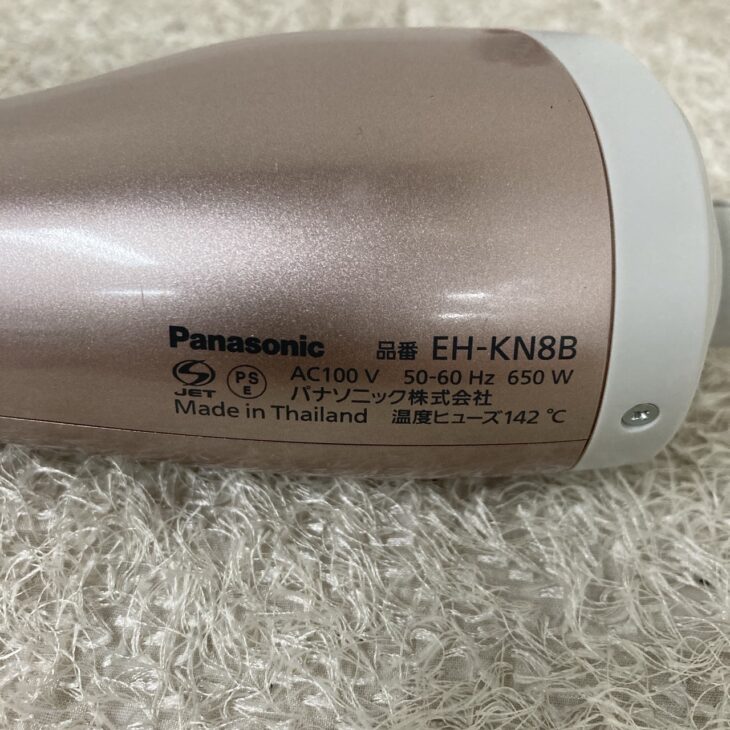 Panasonic 品番 EH-KN8B
JET PS E AC100 V 50-60 Hz 650 W
パナソニック株式会社
Made in Thailand 温度ヒューズ142 ℃